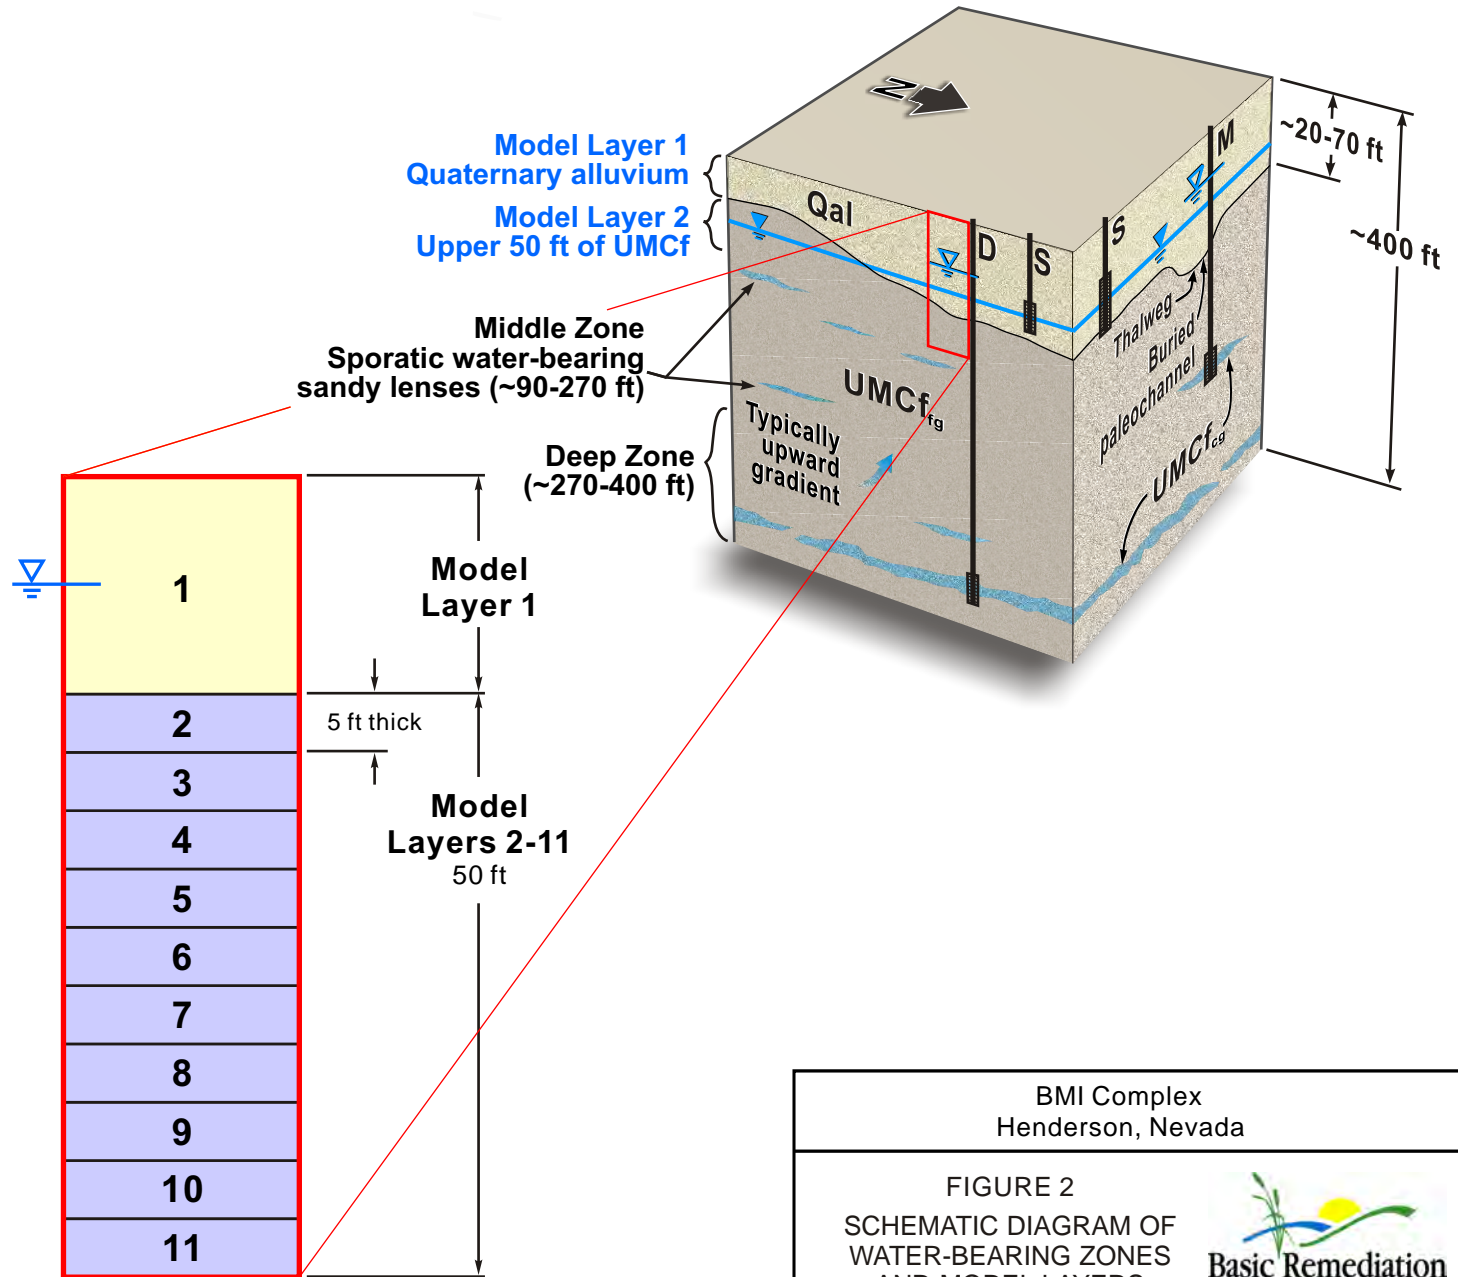 N
Model Layer 1
Quaternary alluvium
Model Layer 2
Upper 50 ft of UMCf
Middle Zone
Sporatic water-bearing
sandy lenses (~90-270 ft)
Deep Zone
(~270-400 ft)
Qal
D
S
S
M
~20-70 ft
~400 ft
Thalweg
Buried
paleochannel
UMCf fg
UMCf cg
Typically
upward
gradient
1
2
3
4
5
6
7
8
9
10
11
Model
Layer 1
5 ft thick
Model
Layers 2-11
50 ft
BMI Complex
Henderson, Nevada
FIGURE 2
SCHEMATIC DIAGRAM OF
WATER-BEARING ZONES
AND MODEL LAYERS
Basic Remediation